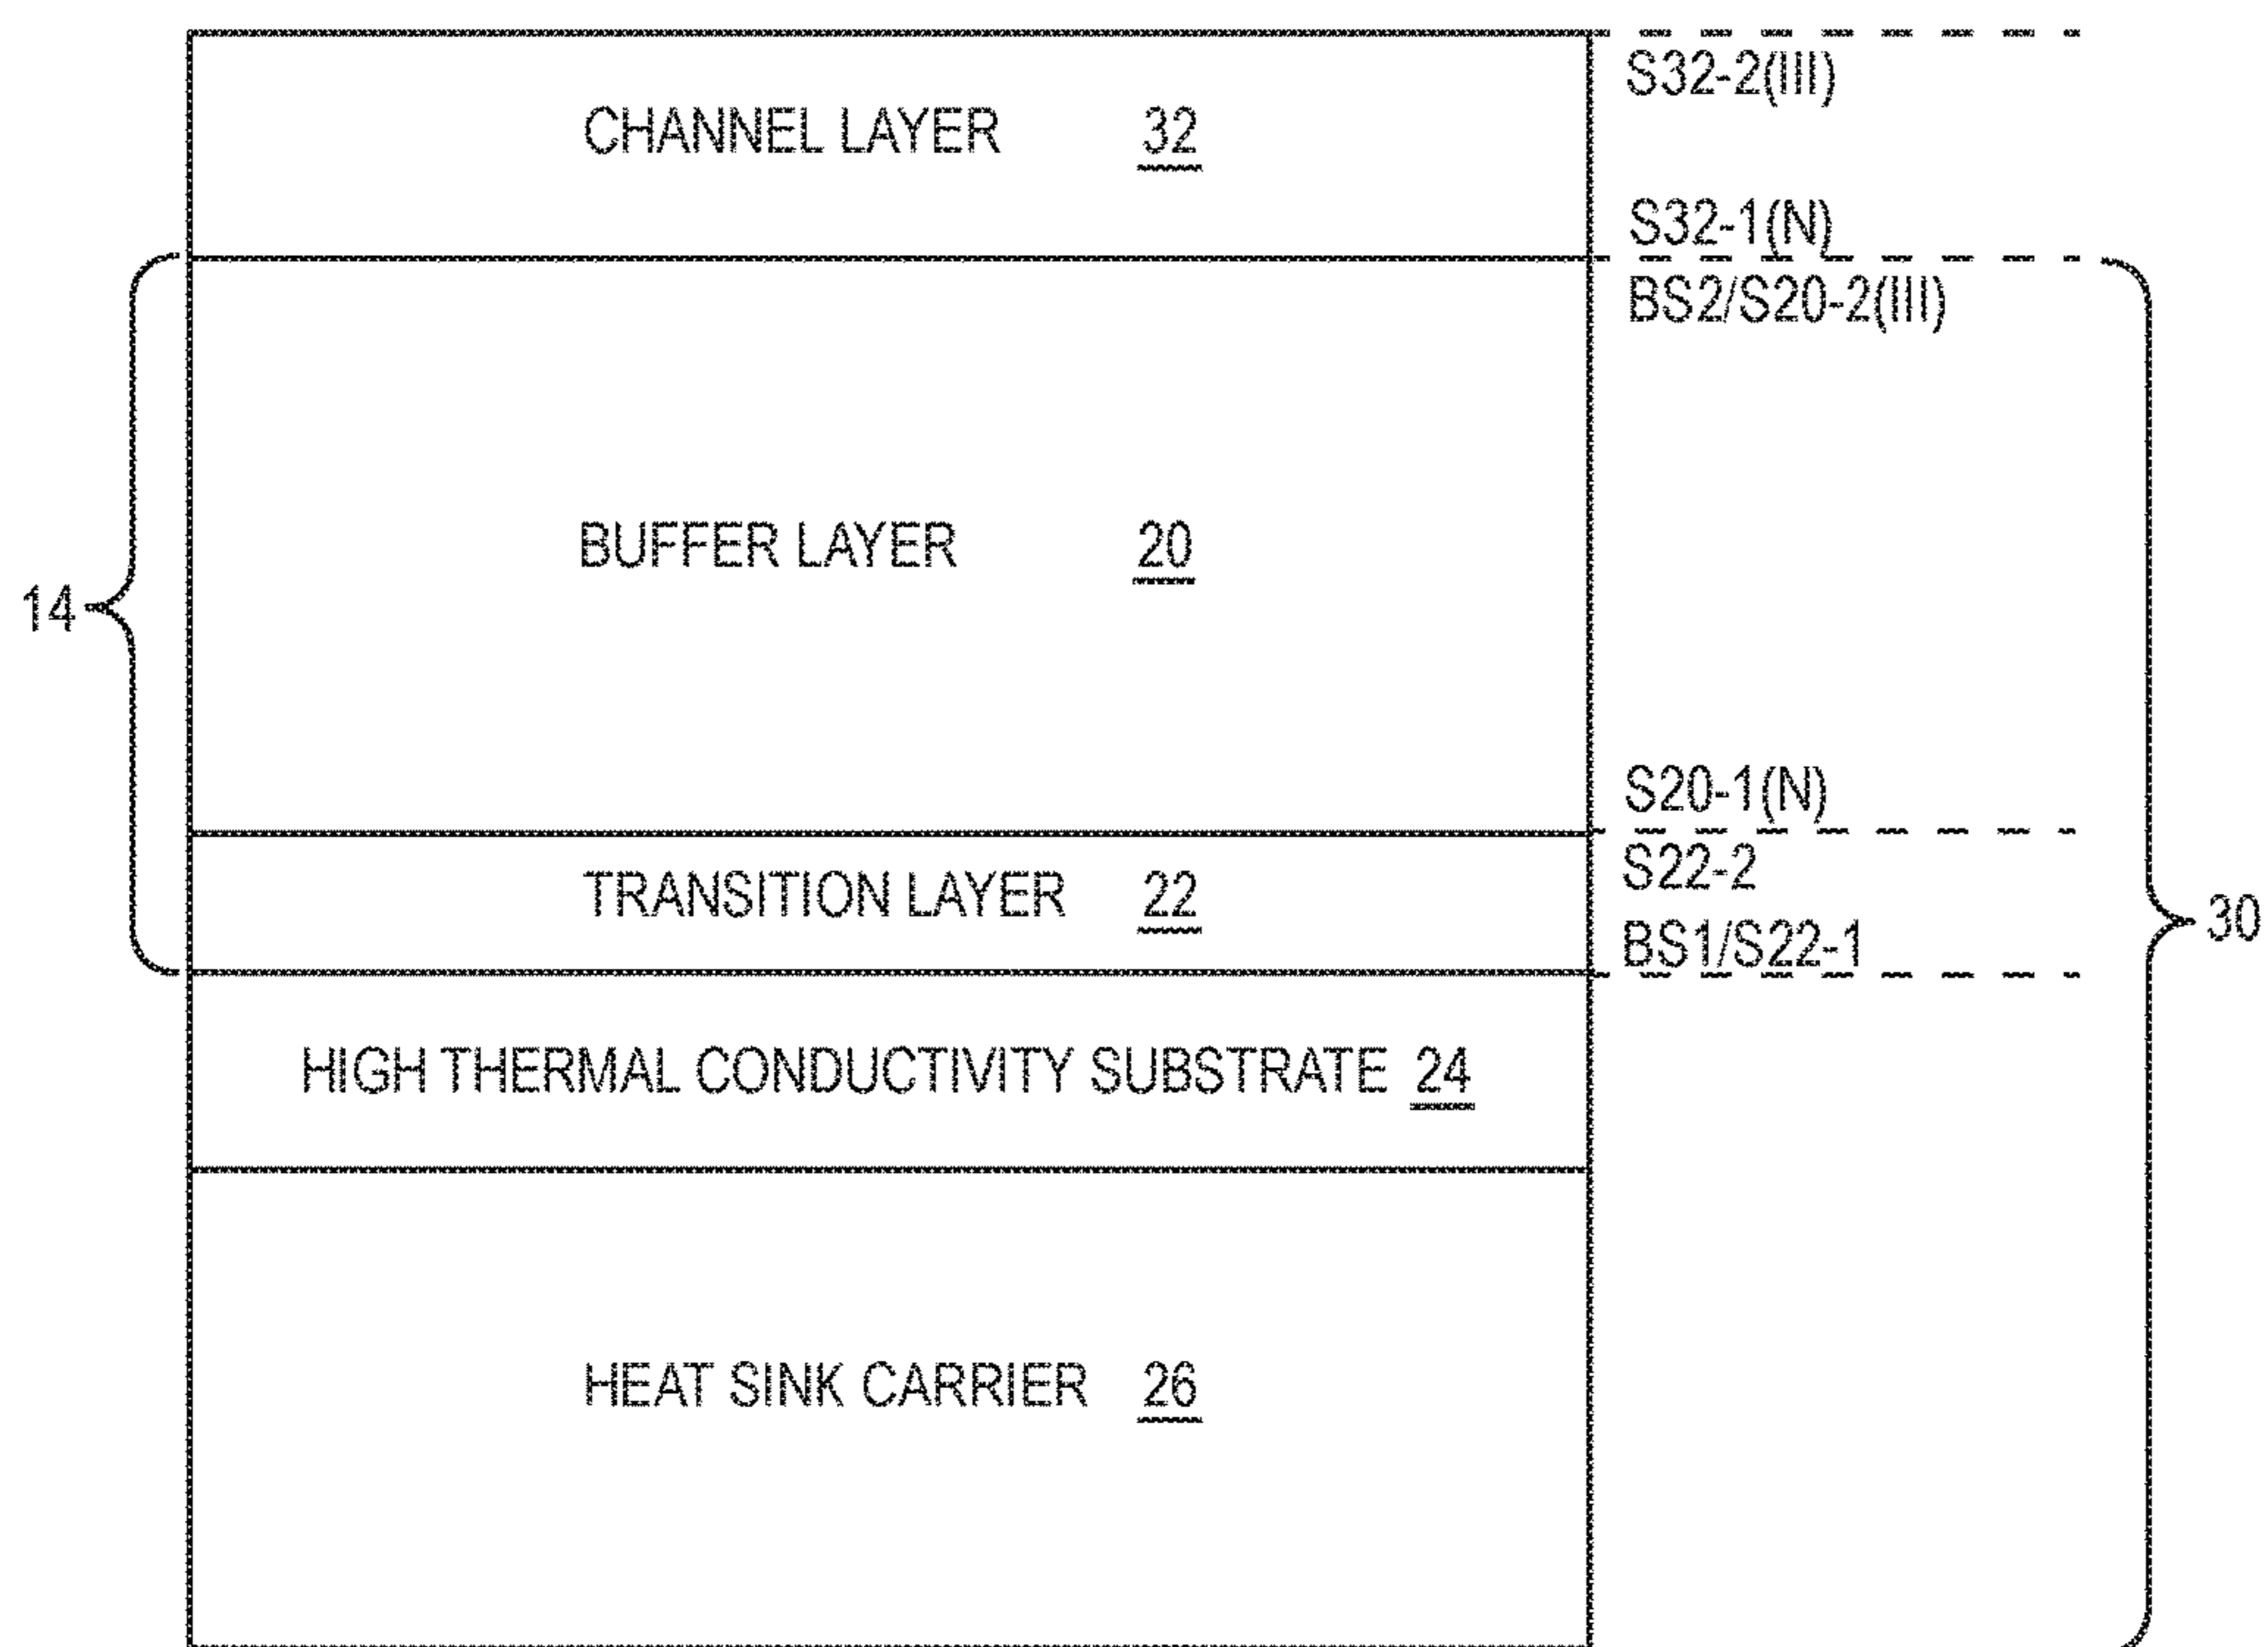 S32-2(III)
CHANNEL LAYER 32
S32-1(N)
BS2/S20-2(III)
BUFFER LAYER 20
14
S20-1(N)
S22-2
TRANSITION LAYER 22
30
BS1/S22-1
HIGH THERMAL CONDUCTIVITY SUBSTRATE 24
HEAT SINK CARRIER 26